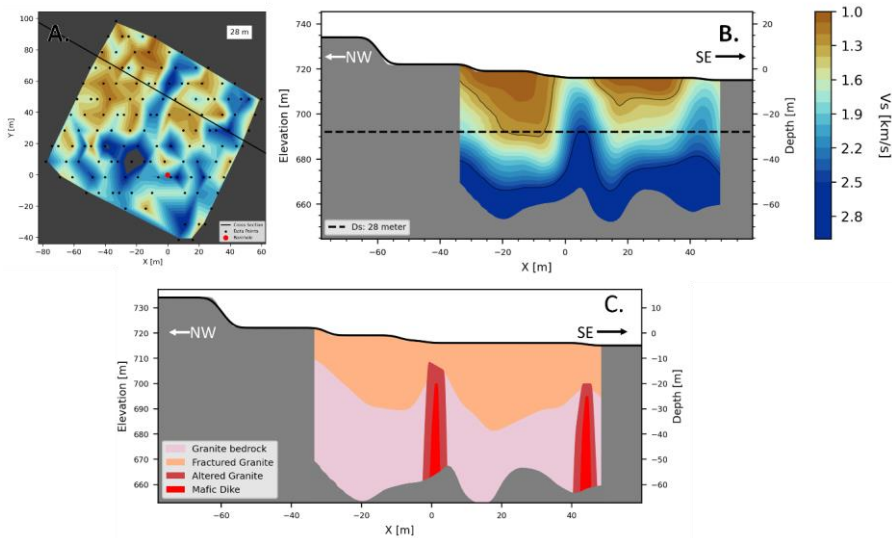 A.
28 m
100
80
60
40
20
0
−20
−40
Y [m]
−80 −60 −40 −20 0 20 40 60
X [m]
Cross Section
Data Points
Borehole
B.
←NW
SE →
740
720
700
680
660
Elevation [m]
20
0
−20
−40
−60
Depth [m]
Ds: 28 meter
−60 −40 −20 0 20 40
X [m]
1.0
1.3
1.6
1.9
2.2
2.5
2.8
Vs [km/s]
C.
←NW
SE →
730
720
710
700
690
680
670
660
Elevation [m]
10
0
−10
−20
−30
−40
−50
−60
Depth [m]
Granite bedrock
Fractured Granite
Altered Granite
Mafic Dike
−60 −40 −20 0 20 40
X [m]